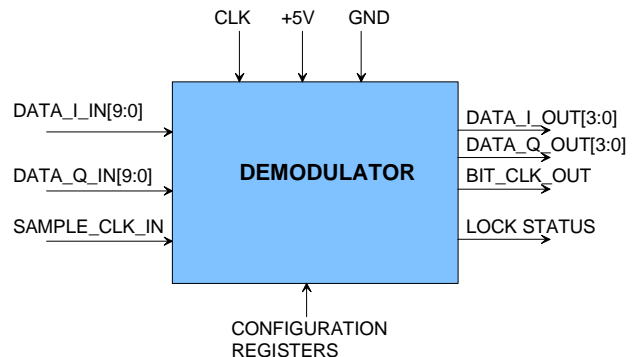 CLK +5V GND
DATA_I_IN[9:0]
DATA_I_OUT[3:0]
DATA_Q_OUT[3:0]
DEMODULATOR
DATA_Q_IN[9:0]
BIT_CLK_OUT
SAMPLE_CLK_IN
LOCK STATUS
CONFIGURATION
REGISTERS